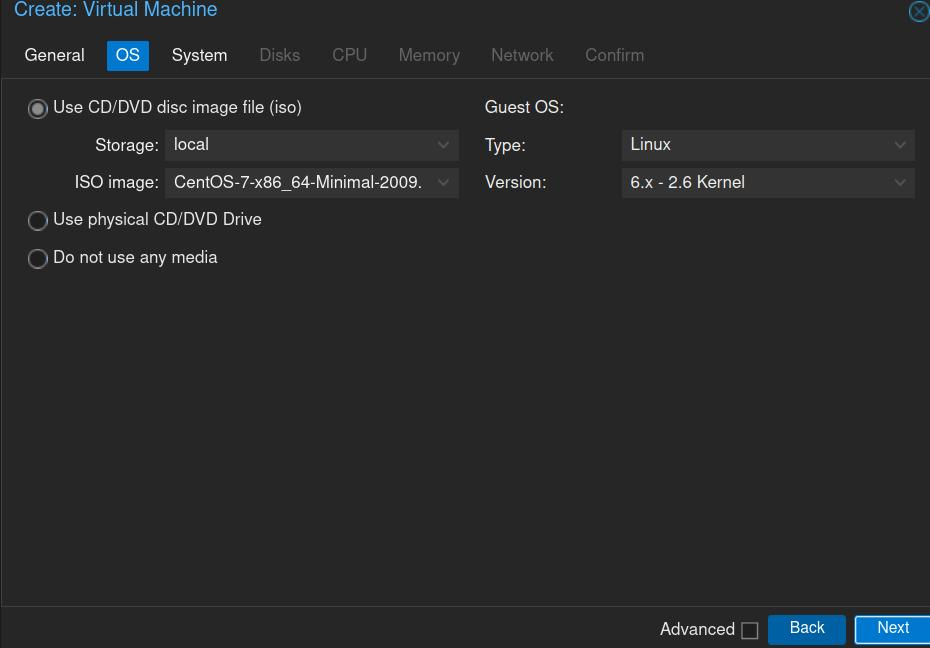 Create: Virtual Machine
General OS System Disks CPU Memory Network Confirm
Use CD/DVD disc image file (iso)
Storage: local
ISO image: CentOS-7-x86_64-Minimal-2009.
Use physical CD/DVD Drive
Do not use any media
Guest OS:
Type: Linux
Version: 6.x - 2.6 Kernel
Advanced Back Next